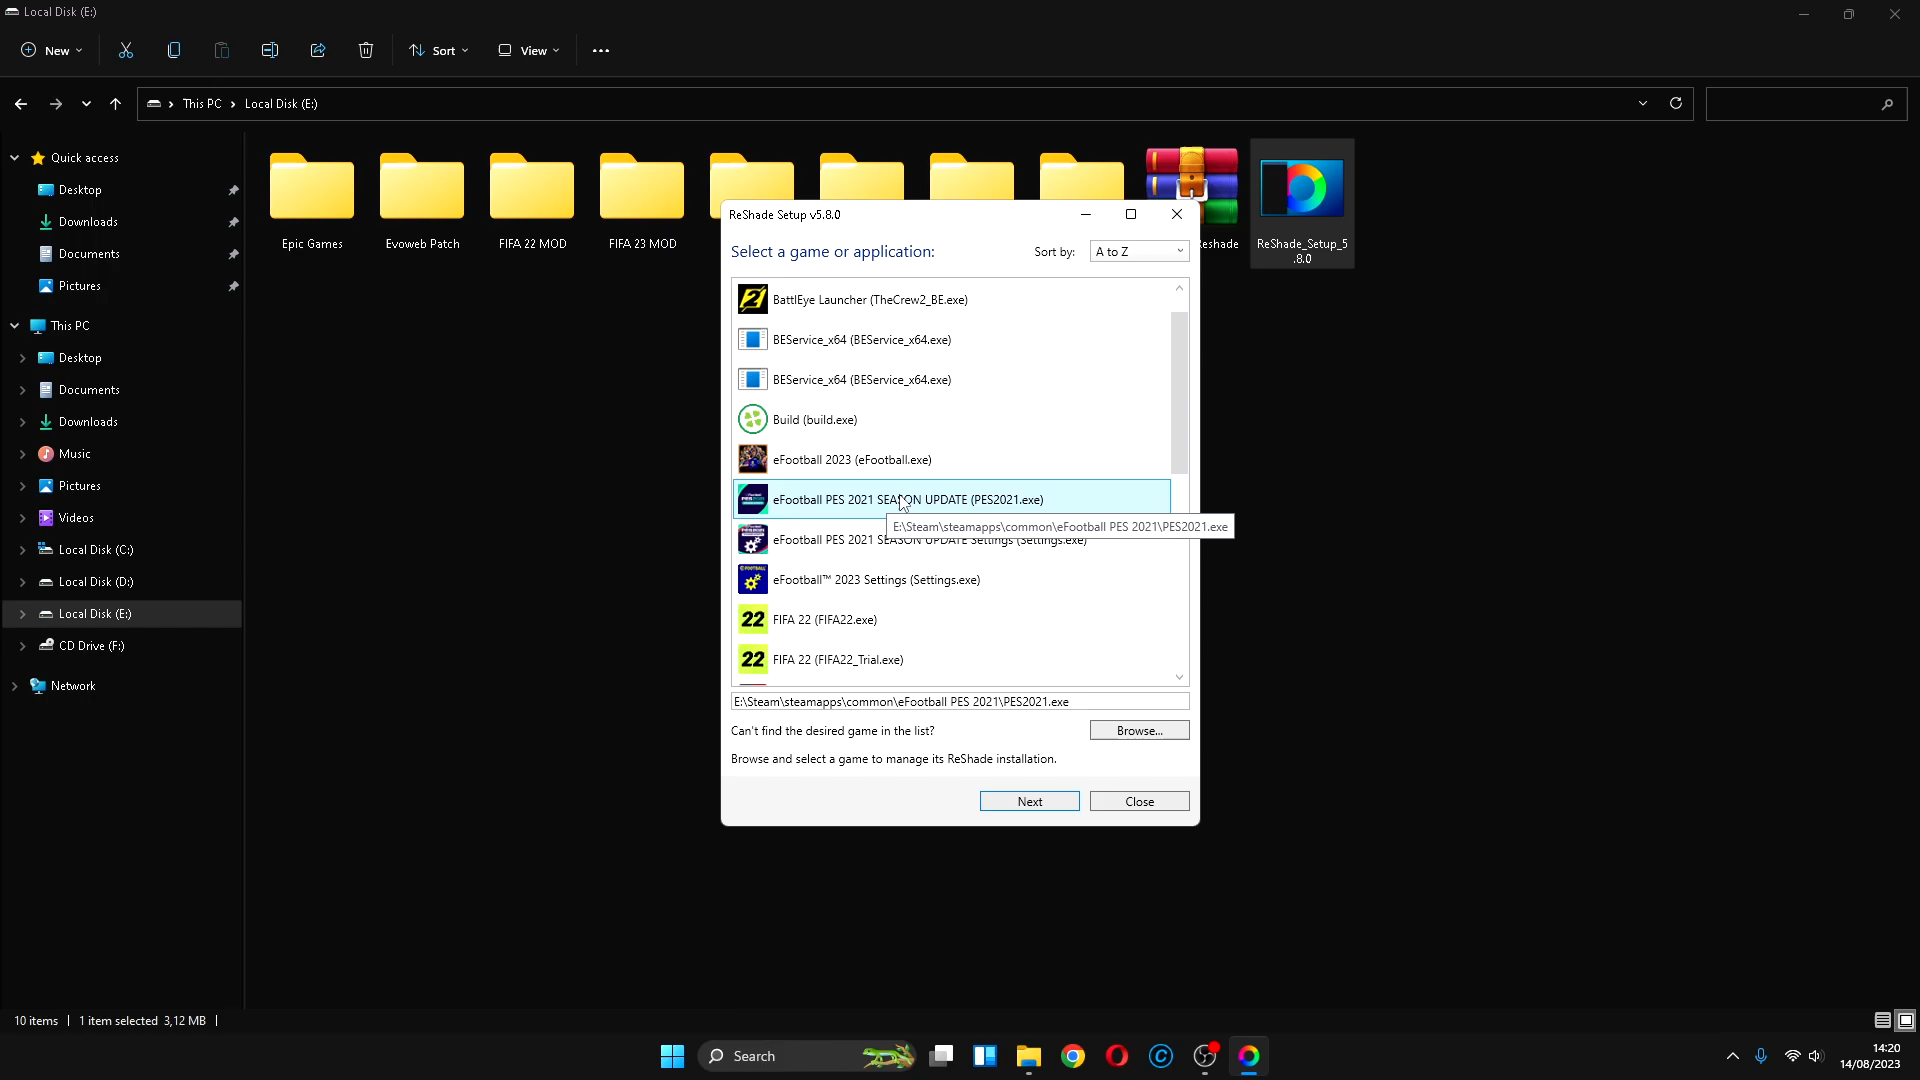 Local Disk (E:)
New
Sort
View
This PC
Local Disk (E:)
Quick access
Desktop
Downloads
Documents
Pictures
This PC
Desktop
Documents
Downloads
Music
Pictures
Videos
Local Disk (C:)
Local Disk (D:)
Local Disk (E:)
CD Drive (F:)
Network
Epic Games
Evoweb Patch
FIFA 22 MOD
FIFA 23 MOD
eshade
ReShade_Setup_5
.8.0
ReShade Setup v5.8.0
Select a game or application:
Sort by:
A to Z
BattlEye Launcher (TheCrew2_BE.exe)
BEService_x64 (BEService_x64.exe)
BEService_x64 (BEService_x64.exe)
Build (build.exe)
eFootball 2023 (eFootball.exe)
eFootball PES 2021 SEASON UPDATE (PES2021.exe)
E:\Steam\steamapps\common\eFootball PES 2021\PES2021.exe
eFootball PES 2021 SEASON UPDATE Settings (Settings.exe)
eFootball™ 2023 Settings (Settings.exe)
22 FIFA 22 (FIFA22.exe)
22 FIFA 22 (FIFA22_Trial.exe)
E:\Steam\steamapps\common\eFootball PES 2021\PES2021.exe
Can't find the desired game in the list?
Browse...
Browse and select a game to manage its ReShade installation.
Next
Close
10 items
1 item selected 3,12 MB
Search
14:20
14/08/2023